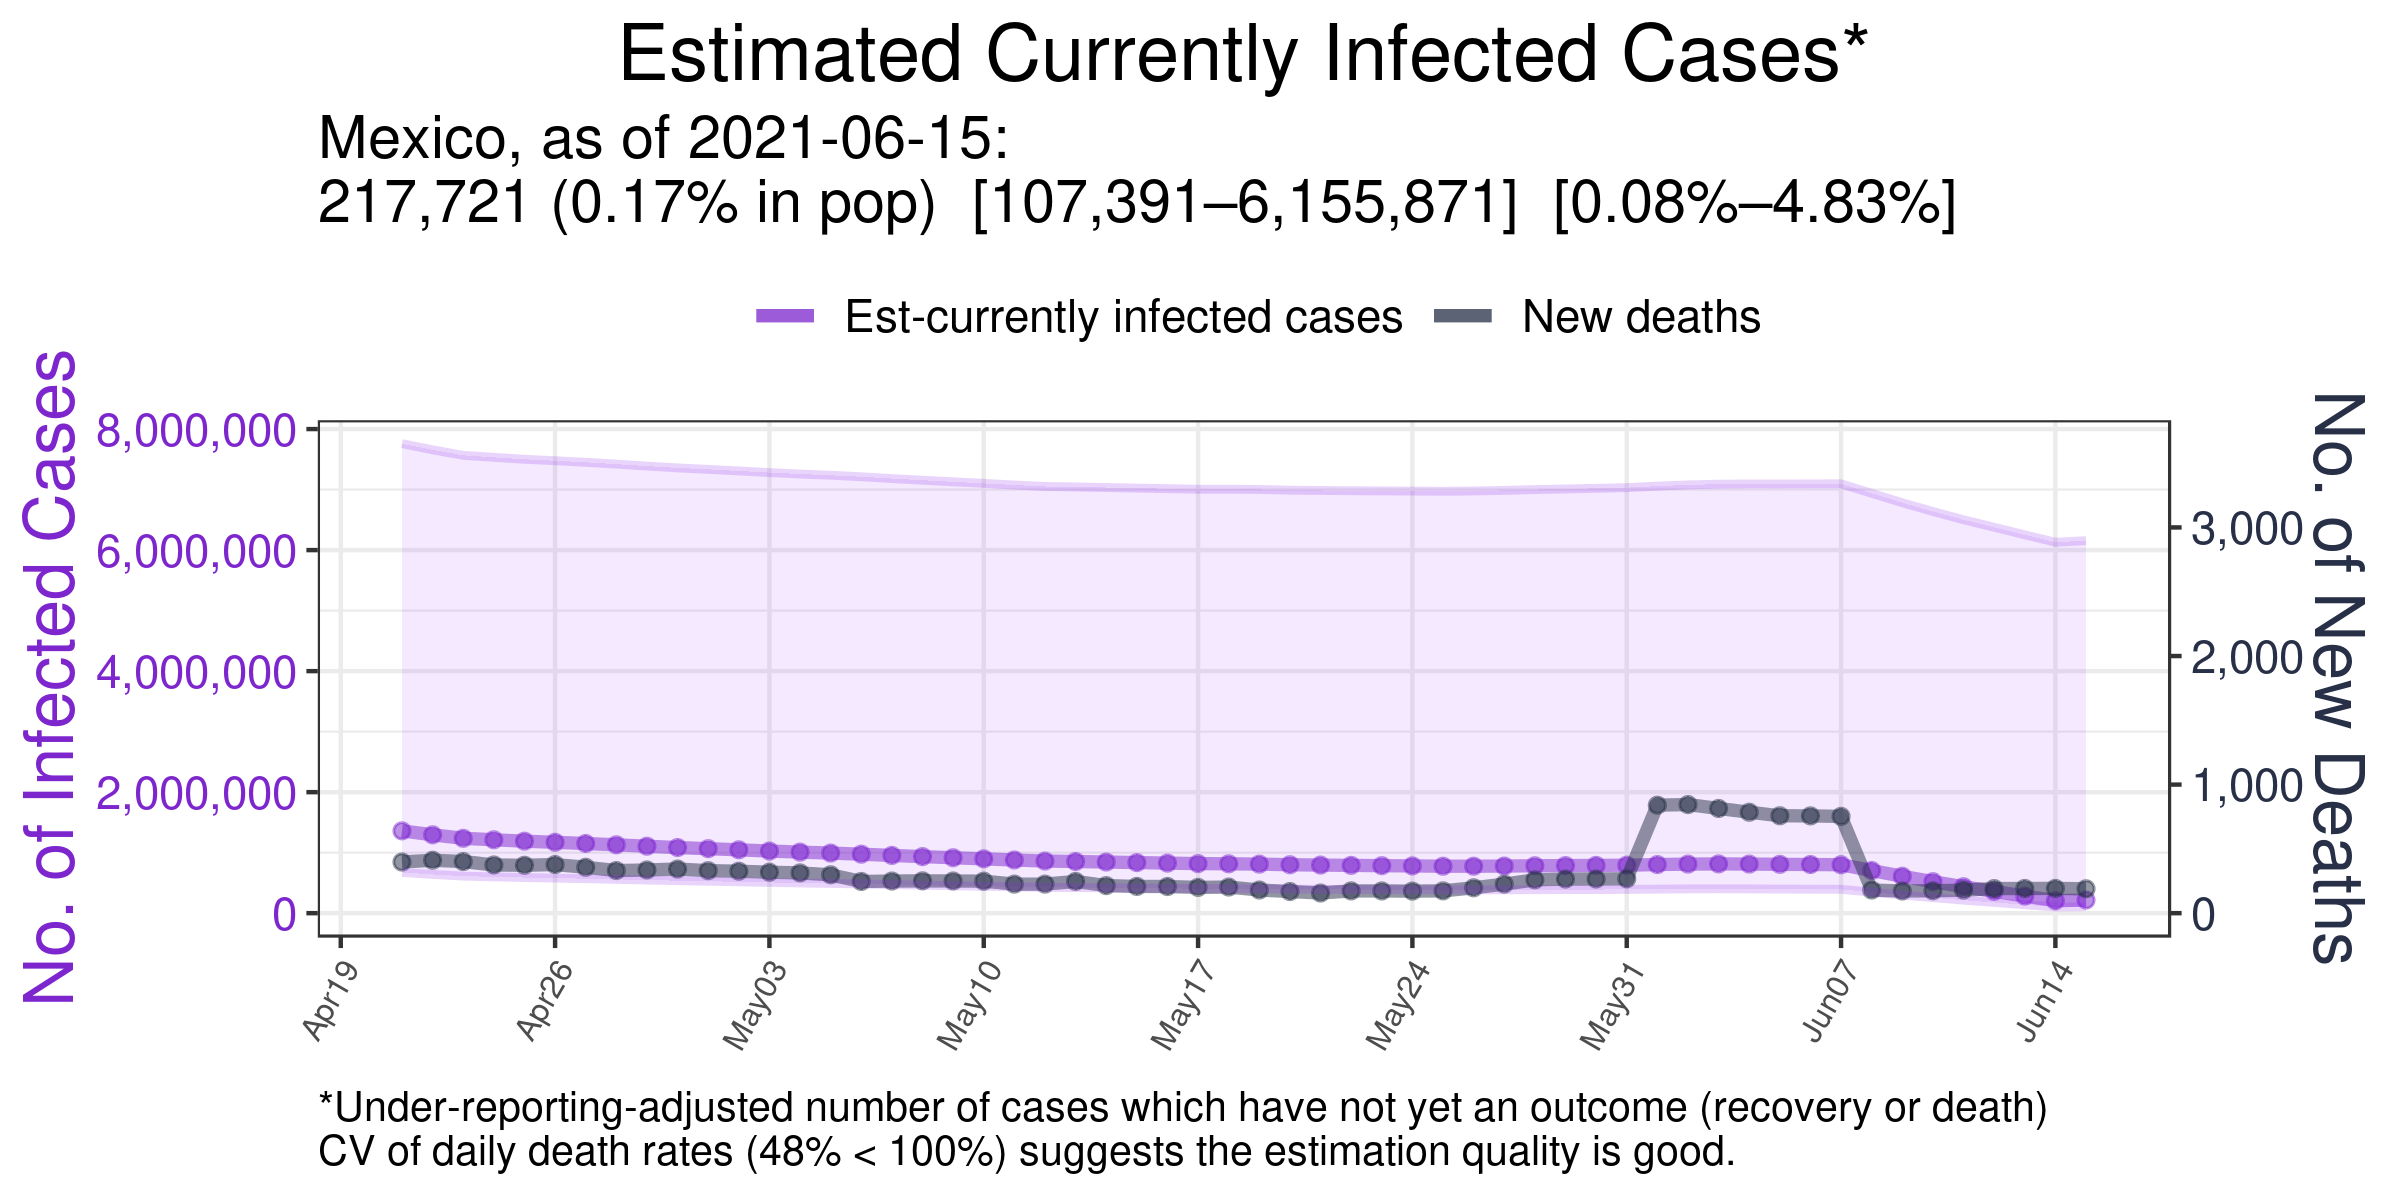 Estimated Currently Infected Cases*
Mexico, as of 2021-06-15:
217,721 (0.17% in pop)  [107,391–6,155,871]  [0.08%–4.83%]
Est-currently infected cases
New deaths
No. of Infected Cases
8,000,000
6,000,000
4,000,000
2,000,000
0
3,000
2,000
1,000
0
No. of New Deaths
Apr19
Apr26
May03
May10
May17
May24
May31
Jun07
Jun14
*Under-reporting-adjusted number of cases which have not yet an outcome (recovery or death)
CV of daily death rates (48% < 100%) suggests the estimation quality is good.